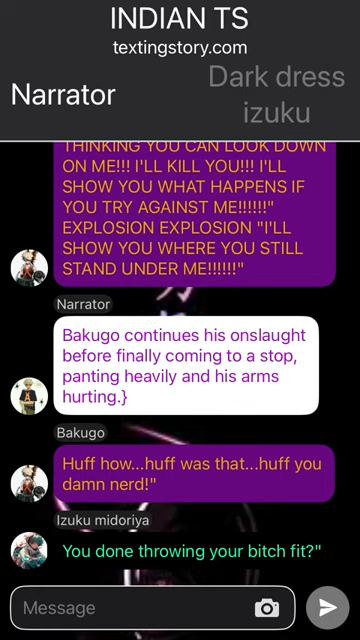 INDIAN TS
textingstory.com
Narrator
Dark dress
izuku
THINKING YOU CAN LOOK DOWN
ON ME!!! I'LL KILL YOU!!! I'LL
SHOW YOU WHAT HAPPENS IF
YOU TRY AGAINST ME!!!!!!"
EXPLOSION EXPLOSION "I'LL
SHOW YOU WHERE YOU STILL
STAND UNDER ME!!!!!!"
Narrator
Bakugo continues his onslaught
before finally coming to a stop,
panting heavily and his arms
hurting.}
Bakugo
Huff how...huff was that...huff you
damn nerd!"
Izuku midoriya
You done throwing your bitch fit?"
Message